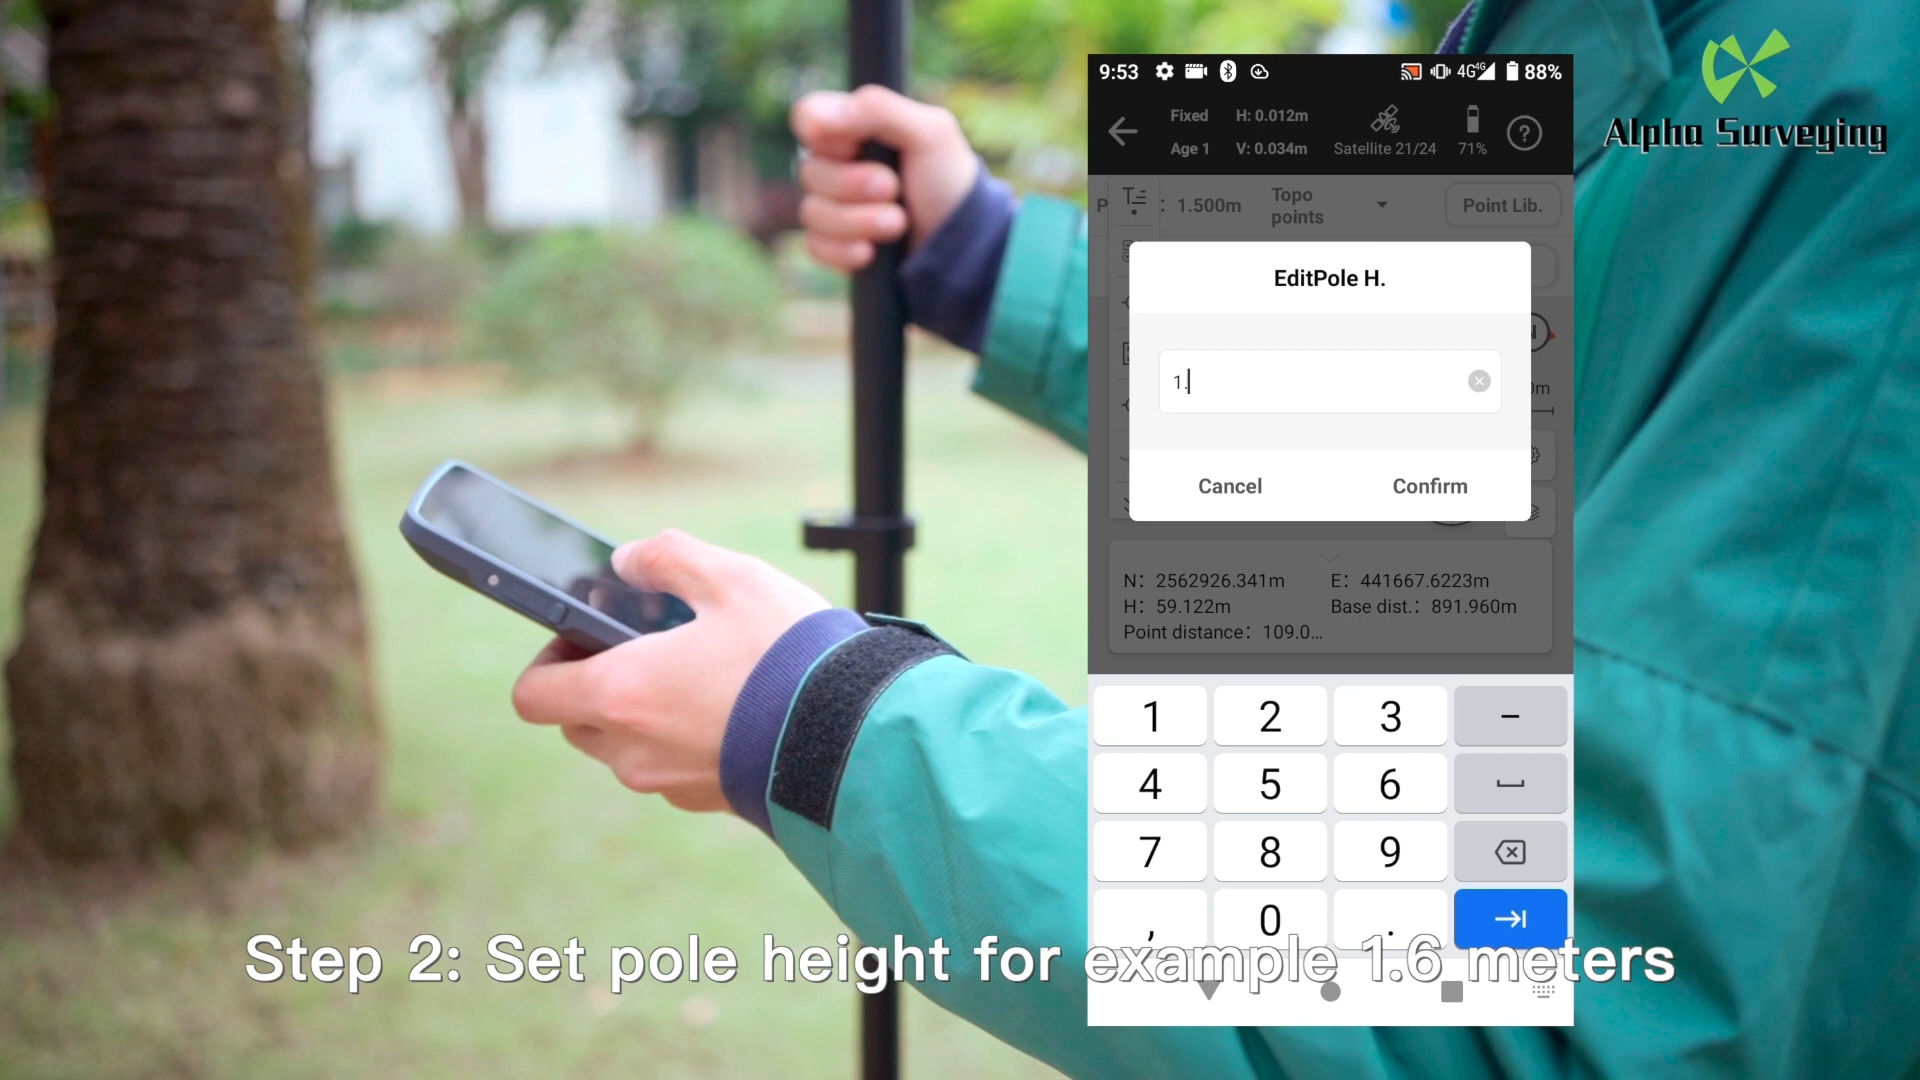 9:53
4G 4G 88%
Fixed H: 0.012m
Age 1 V: 0.034m Satellite 21/24 71% ?
Alpha Surveying
P : 1.500m Topo points Point Lib.
EditPole H.
1.
Cancel Confirm
N: 2562926.341m E: 441667.6223m
H: 59.122m Base dist.: 891.960m
Point distance: 109.0...
1 2 3 –
4 5 6
7 8 9
, 0 .
Step 2: Set pole height for example 1.6 meters